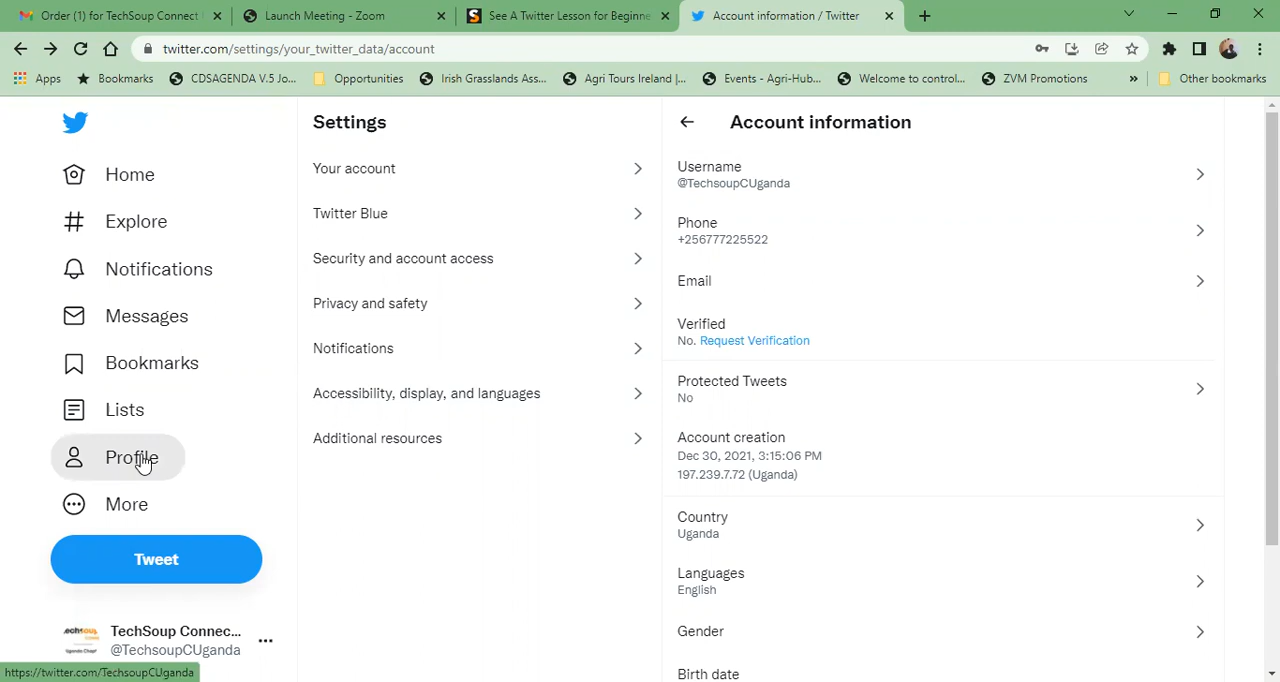 Order (1) for TechSoup Connect
Launch Meeting - Zoom
See A Twitter Lesson for Beginne
Account information / Twitter
twitter.com/settings/your_twitter_data/account
Apps
Bookmarks
CDSAGENDA V.5 Jo...
Opportunities
Irish Grasslands Ass...
Agri Tours Ireland |...
Events - Agri-Hub...
Welcome to control...
ZVM Promotions
»
Other bookmarks
Home
Explore
Notifications
Messages
Bookmarks
Lists
Profile
More
Tweet
TechSoup Connec...
@TechsoupCUganda
https://twitter.com/TechsoupCUganda
Settings
Your account
Twitter Blue
Security and account access
Privacy and safety
Notifications
Accessibility, display, and languages
Additional resources
Account information
Username
@TechsoupCUganda
Phone
+256777225522
Email
Verified
No. Request Verification
Protected Tweets
No
Account creation
Dec 30, 2021, 3:15:06 PM
197.239.7.72 (Uganda)
Country
Uganda
Languages
English
Gender
Birth date